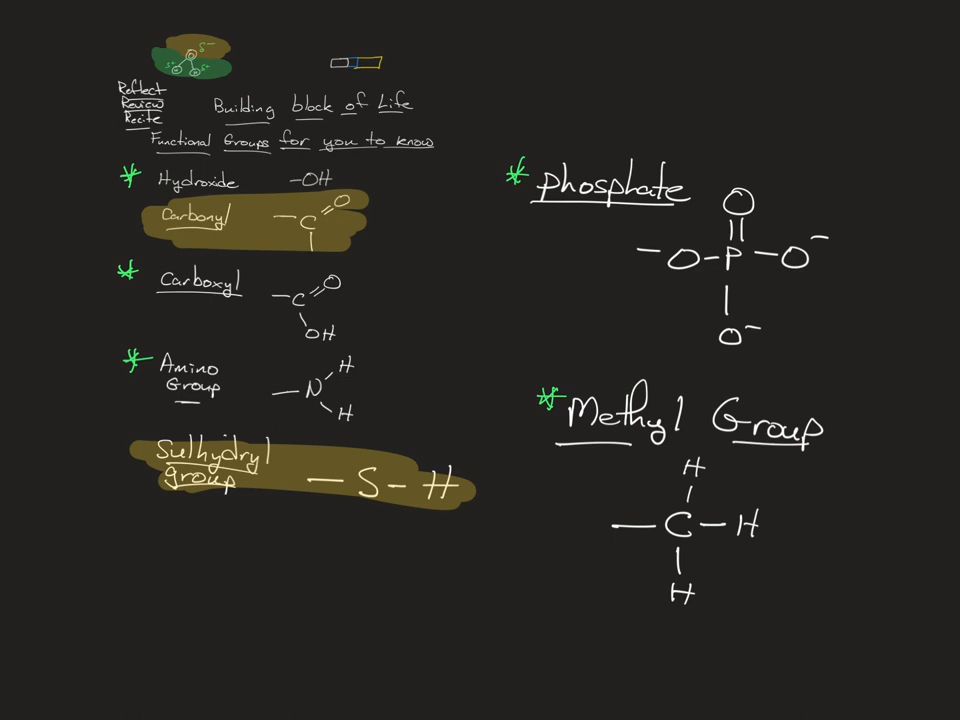 δ-
O
δ+ δ+
H H
Reflect
Review
Recite
Building block of Life
Functional Groups for you to know
* Hydroxide -OH
Carbonyl
O
-C
* Carboxyl
O
-C
OH
* Amino
Group
H
-N
H
Sulhydryl
group
-S-H
* phosphate
O
-O-P-O-
O-
* Methyl Group
H
-C-H
H